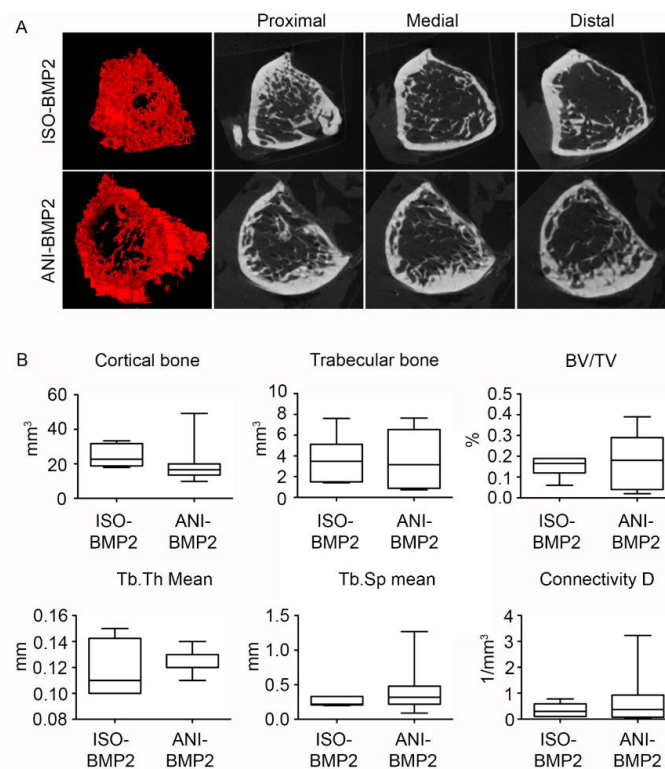 A
Proximal Medial Distal
ISO-BMP2
ANI-BMP2
B
Cortical bone
mm³
60
40
20
0
ISO-
BMP2
ANI-
BMP2
Trabecular bone
mm³
10
8
6
4
2
0
ISO-
BMP2
ANI-
BMP2
BV/TV
%
0.5
0.4
0.3
0.2
0.1
0.0
ISO-
BMP2
ANI-
BMP2
Tb.Th Mean
mm
0.16
0.14
0.12
0.10
0.08
ISO-
BMP2
ANI-
BMP2
Tb.Sp mean
mm
1.5
1.0
0.5
0.0
ISO-
BMP2
ANI-
BMP2
Connectivity D
1/mm³
4
3
2
1
0
ISO-
BMP2
ANI-
BMP2